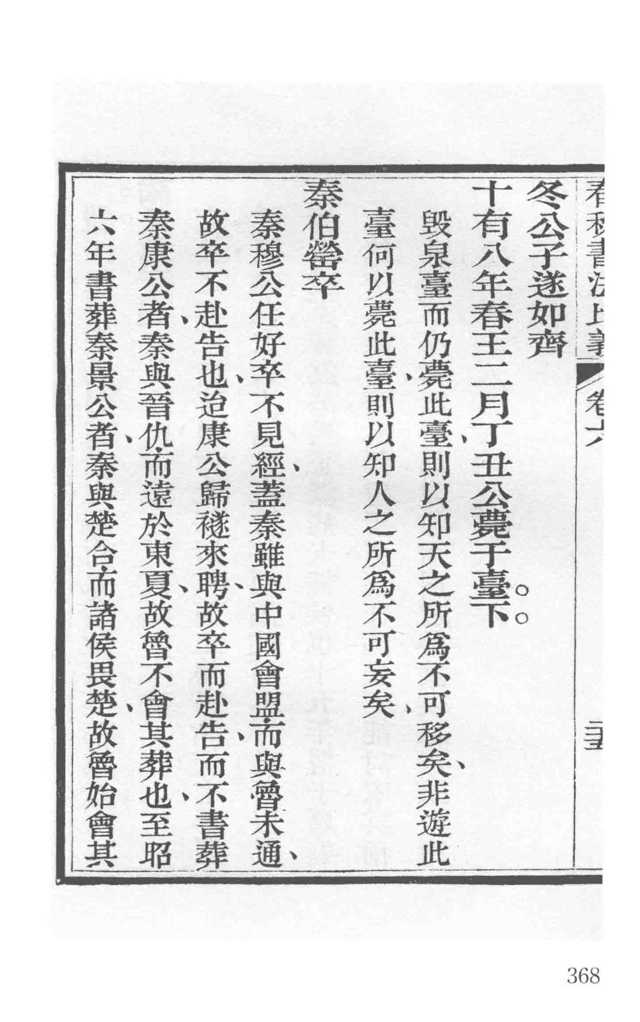 春秋書法比義
卷六
冬公子遂如齊
十有八年春王二月丁丑公薨于臺下
毀泉臺而仍薨此臺則以知天之所爲不可移矣非遊此
臺何以薨此臺則以知人之所爲不可妄矣
秦伯罃卒
秦穆公任好卒不見經蓋秦雖與中國會盟而與魯未通
故卒不赴告也迨康公歸襚來聘故卒而赴告而不書葬
秦康公者秦與晉仇而遠於東夏故魯不會其葬也至昭
六年書葬秦景公者秦與楚合而諸侯畏楚故魯始會其
368